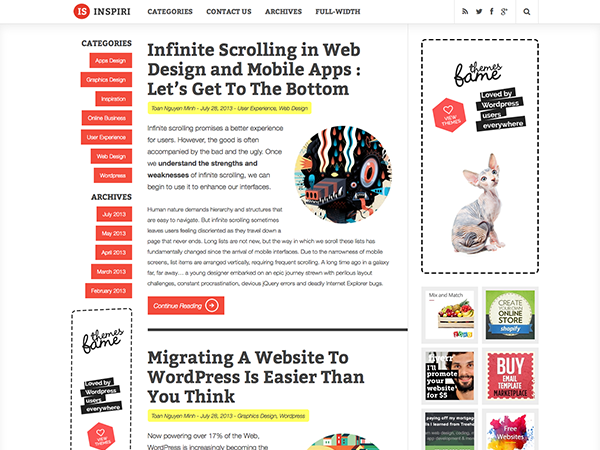 IS INSPIRI
CATEGORIES CONTACT US ARCHIVES FULL-WIDTH
CATEGORIES
Apps Design
Graphics Design
Inspiration
Online Business
User Experience
Web Design
Wordpress
ARCHIVES
July 2013
May 2013
April 2013
March 2013
February 2013
themes
fame
Loved by
Wordpress
users
everywhere
VIEW
THEMES
Infinite Scrolling in Web
Design and Mobile Apps :
Let's Get To The Bottom
Toan Nguyen Minh - July 28, 2013 - User Experience, Web Design
Infinite scrolling promises a better experience
for users. However, the good is often
accompanied by the bad and the ugly. Once
we understand the strengths and
weaknesses of infinite scrolling, we can
begin to use it to enhance our interfaces.
Human nature demands hierarchy and structures that
are easy to navigate. But infinite scrolling sometimes
leaves users feeling disoriented as they travel down a
page that never ends. Long lists are not new, but the way in which we scroll these lists has
fundamentally changed since the arrival of mobile interfaces. Due to the narrowness of mobile
screens, list items are arranged vertically, requiring frequent scrolling. A long time ago in a galaxy
far, far away… a young designer embarked on an epic journey strewn with perilous layout
challenges, constant procrastination, devious jQuery errors and deadly Internet Explorer bugs.
Continue Reading
Migrating A Website To
WordPress Is Easier Than
You Think
Toan Nguyen Minh - July 28, 2013 - Graphics Design, Wordpress
Now powering over 17% of the Web,
WordPress is increasingly becoming the
themes
fame
Loved by
Wordpress
users
everywhere
VIEW
THEMES
Mix and Match
CREATE
YOUR OWN
ONLINE
STORE
shopify
fiverr
I'll
promote
your
website
for $5
BUY
EMAIL
TEMPLATE
MARKETPLACE
paying off my mortgage
I learned from Treeho
Free
Websites